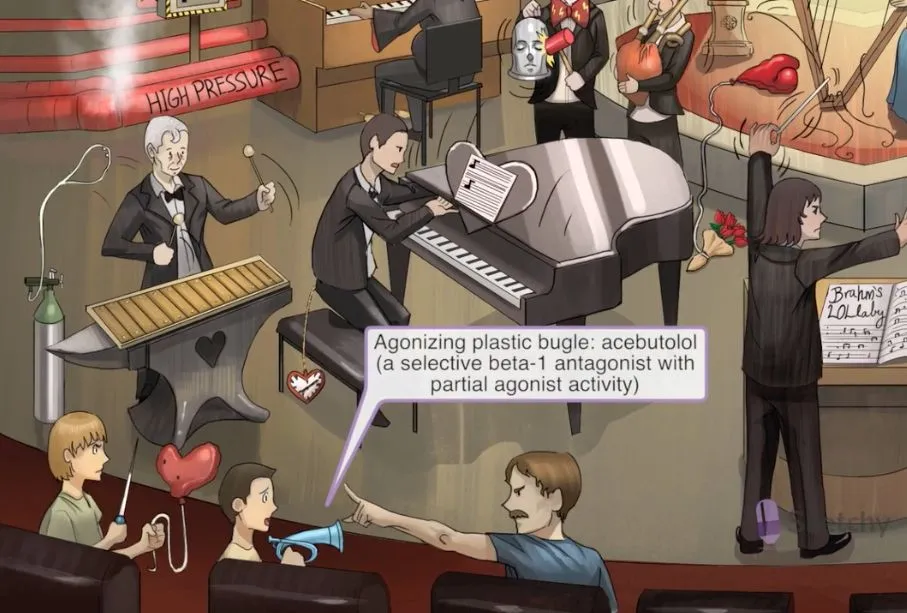 HIGH PRESSURE
Agonizing plastic bugle: acebutolol
(a selective beta-1 antagonist with
partial agonist activity)
Brahm's
LOLlaby